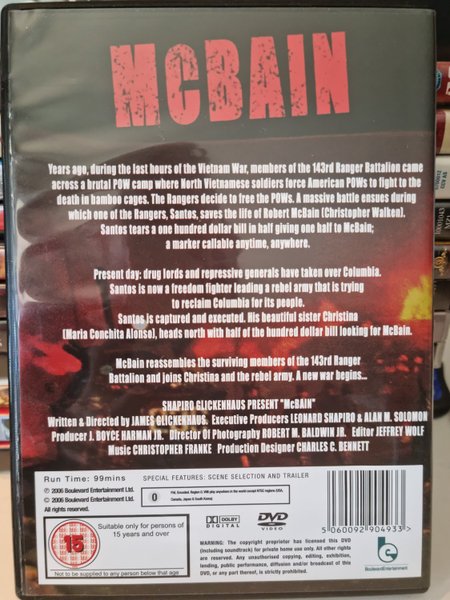 McBAIN
Years ago, during the last hours of the Vietnam War, members of the 143rd Ranger Battalion came
across a brutal POW camp where North Vietnamese soldiers force American POWs to fight to the
death in bamboo cages. The Rangers decide to free the POWs. A massive battle ensues during
which one of the Rangers, Santos, saves the life of Robert McBain (Christopher Walken).
Santos tears a one hundred dollar bill in half giving one half to McBain;
a marker callable anytime, anywhere.
Present day: drug lords and repressive generals have taken over Columbia.
Santos is now a freedom fighter leading a rebel army that is trying
to reclaim Columbia for its people.
Santos is captured and executed. His beautiful sister Christina
(Maria Conchita Alonso), heads north with half of the hundred dollar bill looking for McBain.
McBain reassembles the surviving members of the 143rd Ranger
Battalion and joins Christina and the rebel army. A new war begins...
SHAPIRO GLICKENHAUS PRESENT "McBAIN"
Written & Directed by JAMES GLICKENHAUS. Executive Producers LEONARD SHAPIRO & ALAN M. SOLOMON
Producer J. BOYCE HARMAN JR. Director Of Photography ROBERT M. BALDWIN JR. Editor JEFFREY WOLF
Music CHRISTOPHER FRANKE Production Designer CHARLES C. BENNETT
Run Time: 99mins
SPECIAL FEATURES: SCENE SELECTION AND TRAILER
℗ 2006 Boulevard Entertainment Ltd.
© 2006 Boulevard Entertainment Ltd.
All rights reserved.
0
15
Suitable only for persons of
15 years and over
Not to be supplied to any person below that age
DOLBY
DIGITAL
DVD
VIDEO
5 060092 904933 >
WARNING: The copyright proprietor has licensed this DVD
(including soundtrack) for private home use only. All other rights
are reserved. Any unauthorised copying, editing, exhibition,
lending, public performance, diffusion and/or broadcast of this
DVD, or any part thereof, is strictly prohibited.
Boulevard Entertainment